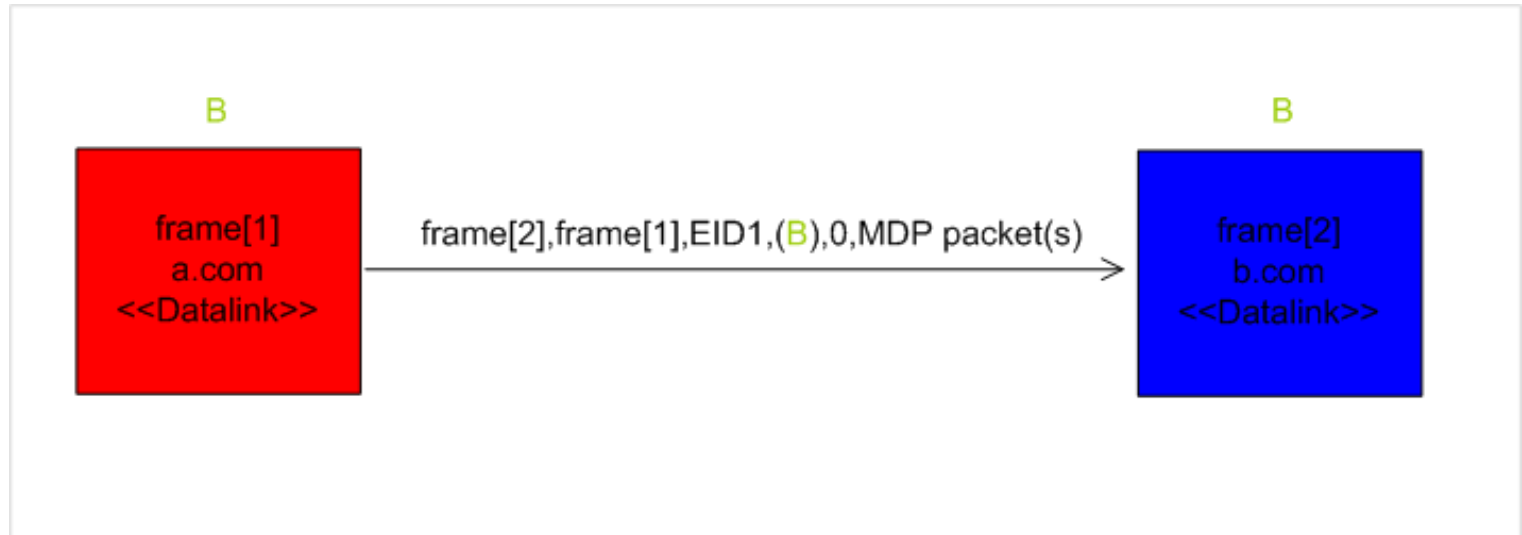 B
B
frame[1]
a.com
<<Datalink>>
frame[2],frame[1],EID1,(B),0,MDP packet(s)
frame[2]
b.com
<<Datalink>>